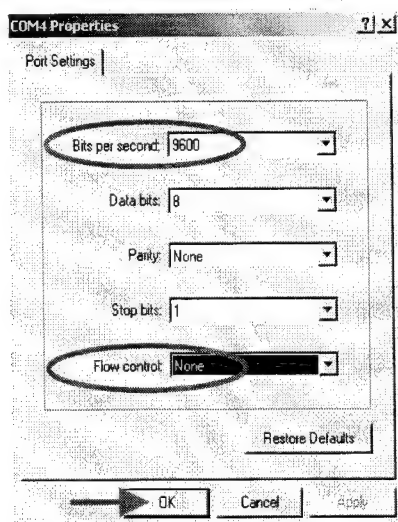 COM4 Properties ? X
Port Settings
Bits per second: 9600
Data bits: 8
Parity: None
Stop bits: 1
Flow control: None
Restore Defaults
OK Cancel Apply